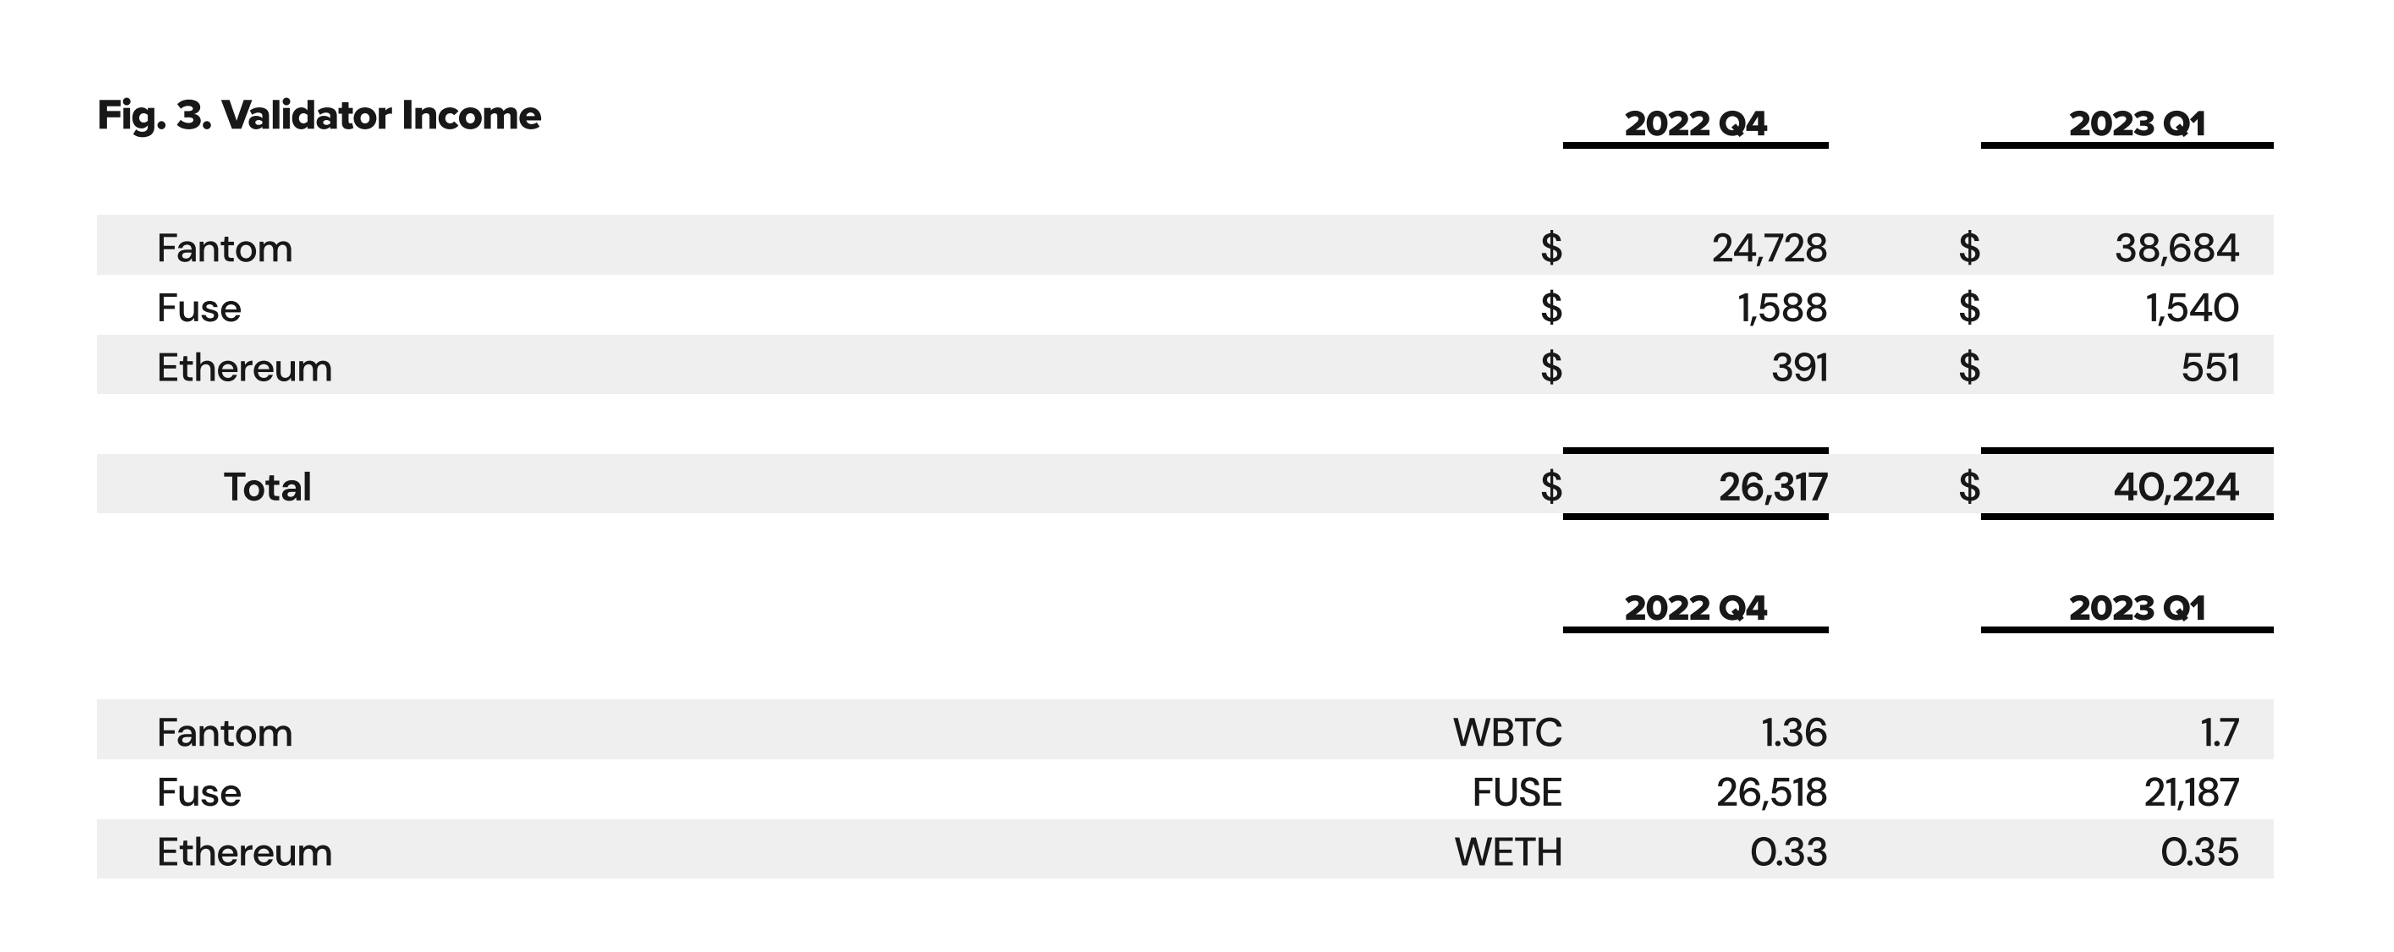 Fig. 3. Validator Income 2022 Q4 2023 Q1
Fantom $ 24,728 $ 38,684
Fuse $ 1,588 $ 1,540
Ethereum $ 391 $ 551
Total $ 26,317 $ 40,224
2022 Q4 2023 Q1
Fantom WBTC 1.36 1.7
Fuse FUSE 26,518 21,187
Ethereum WETH 0.33 0.35